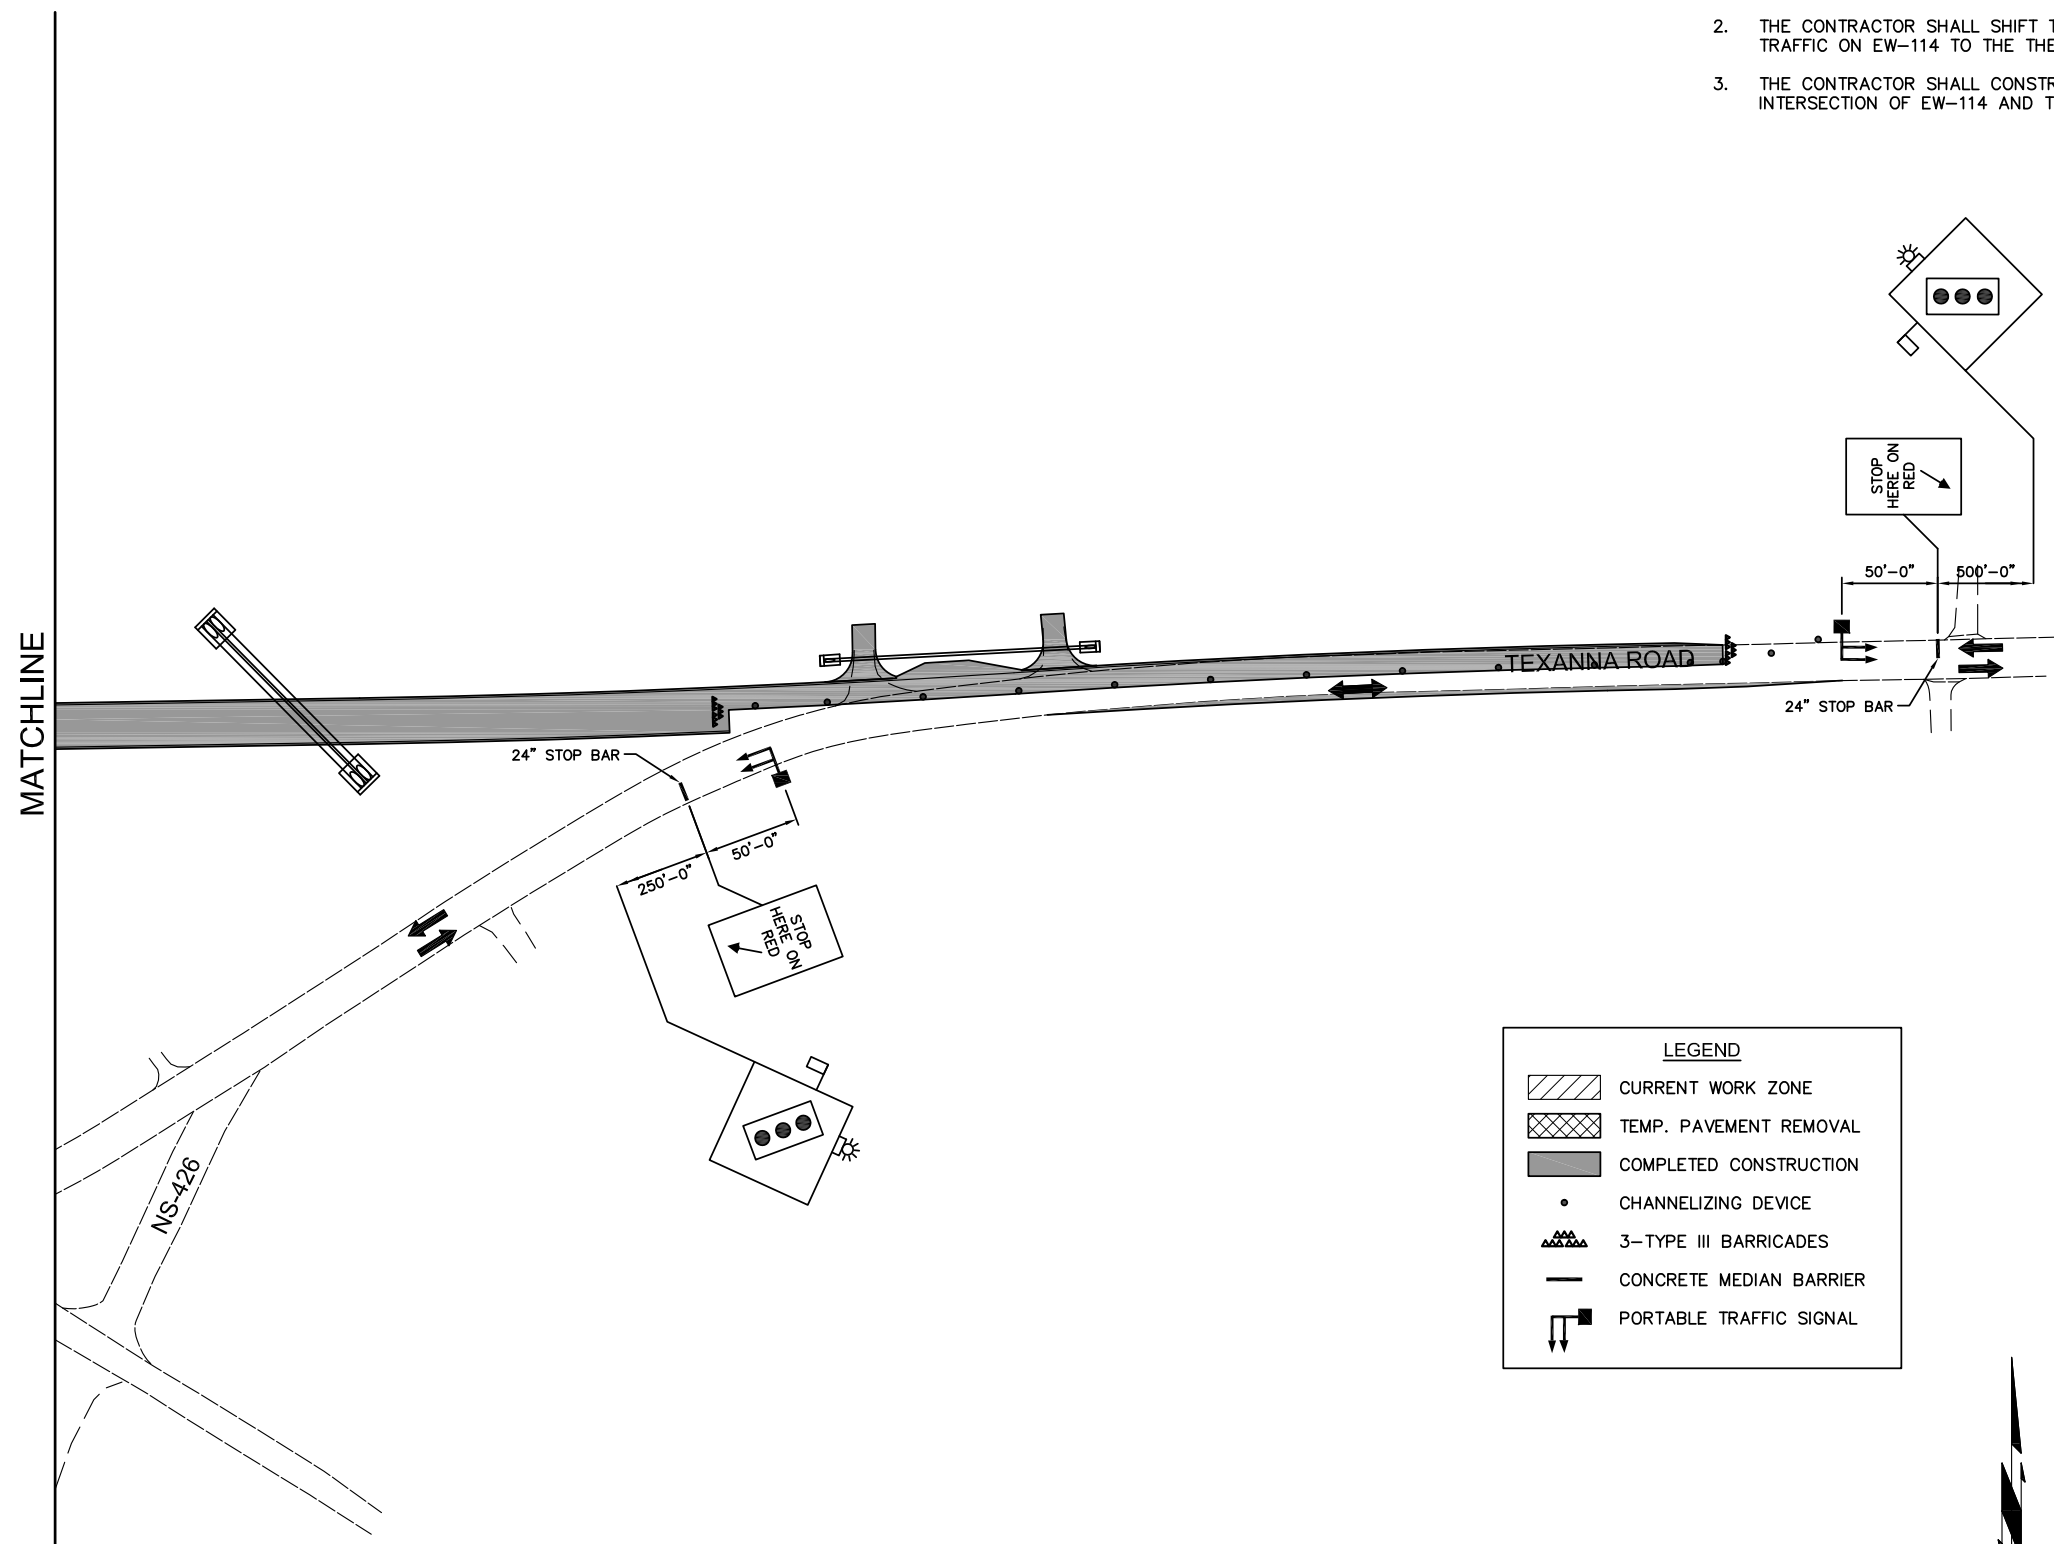 2. THE CONTRACTOR SHALL SHIFT
TRAFFIC ON EW-114 TO THE THE
3. THE CONTRACTOR SHALL CONSTR
INTERSECTION OF EW-114 AND T
STOP
HERE ON
RED
50'-0"
500'-0"
TEXANNA ROAD
24" STOP BAR
MATCHLINE
24" STOP BAR
50'-0"
250'-0"
STOP
HERE ON
RED
NS-426
LEGEND
CURRENT WORK ZONE
TEMP. PAVEMENT REMOVAL
COMPLETED CONSTRUCTION
CHANNELIZING DEVICE
3-TYPE III BARRICADES
CONCRETE MEDIAN BARRIER
PORTABLE TRAFFIC SIGNAL